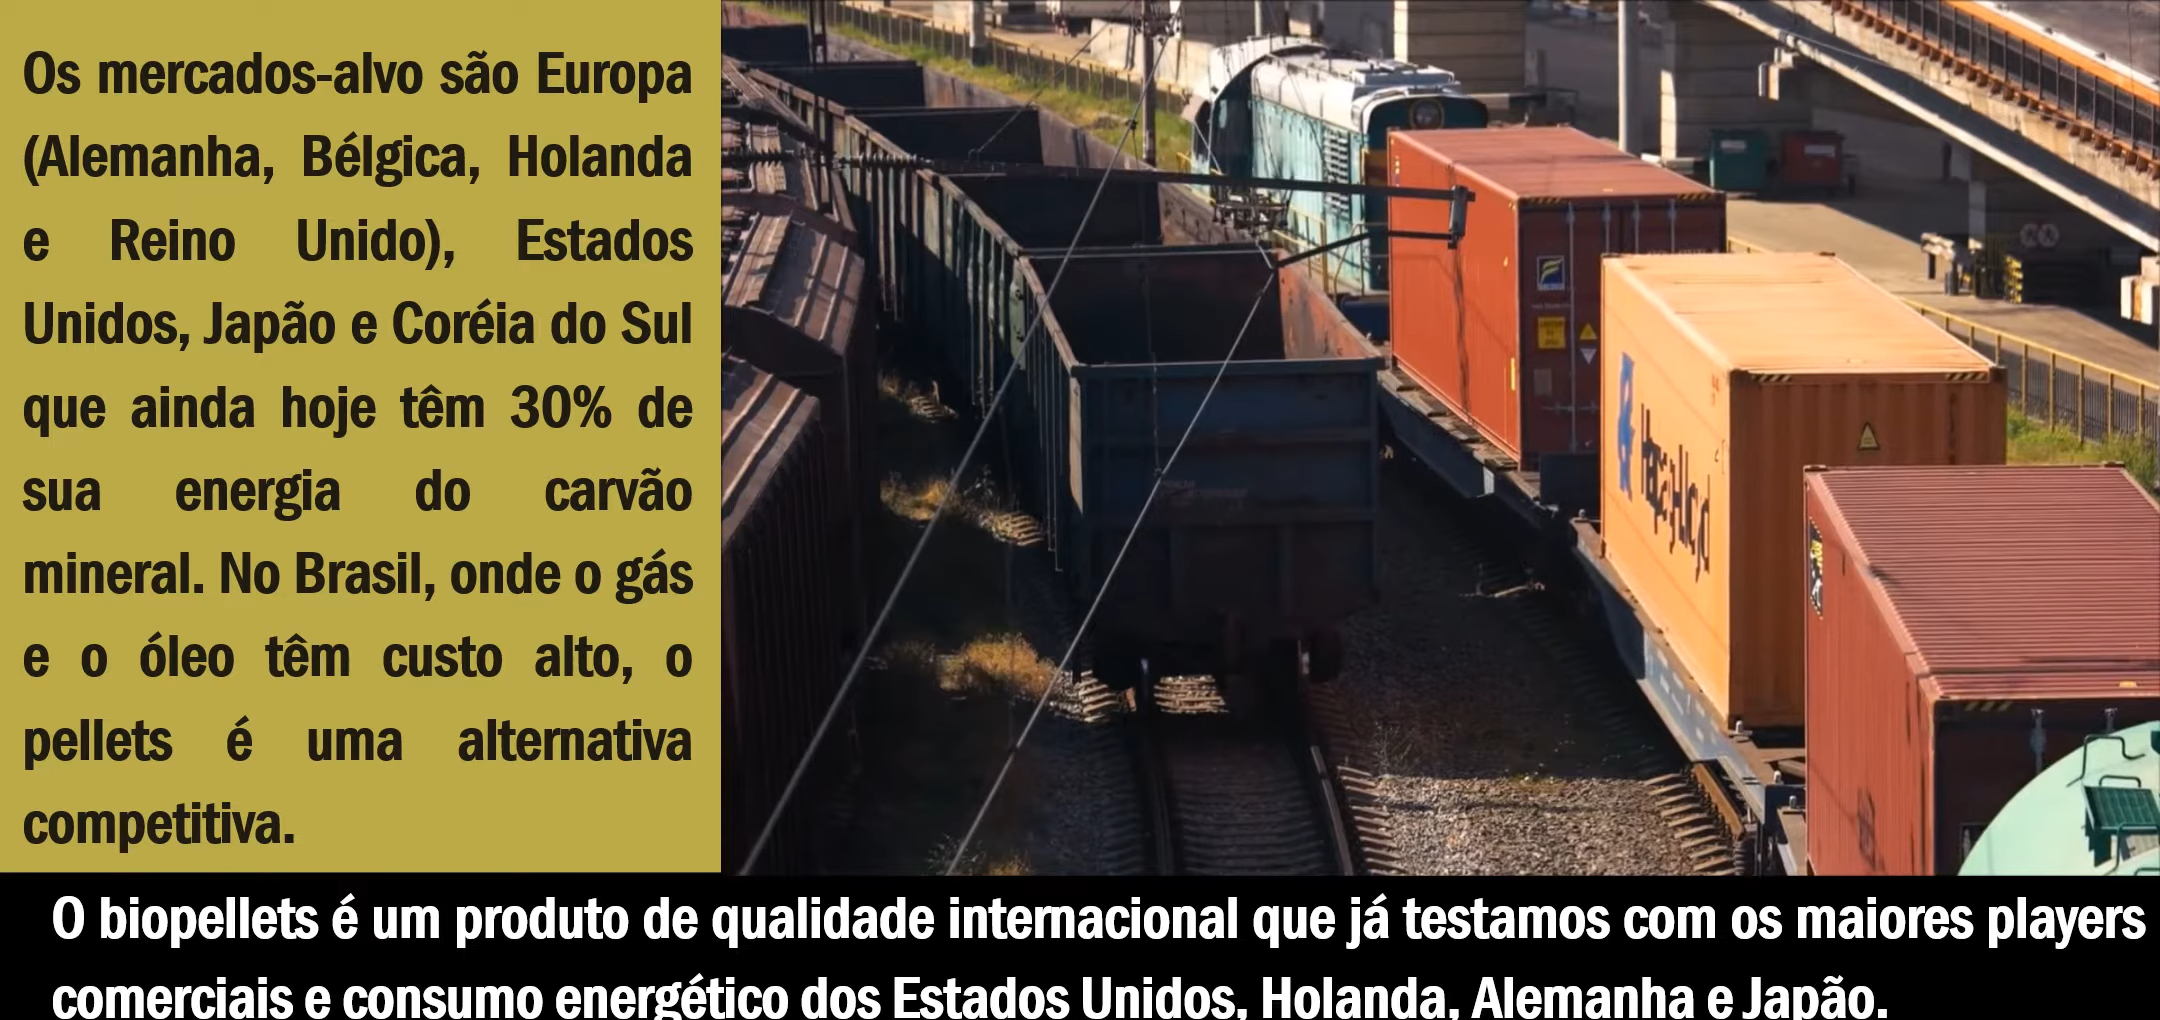 Os mercados-alvo são Europa
(Alemanha, Bélgica, Holanda
e Reino Unido), Estados
Unidos, Japão e Coréia do Sul
que ainda hoje têm 30% de
sua energia do carvão
mineral. No Brasil, onde o gás
e o óleo têm custo alto, o
pellets é uma alternativa
competitiva.
Hapag-Lloyd
O biopellets é um produto de qualidade internacional que já testamos com os maiores players
comerciais e consumo energético dos Estados Unidos, Holanda, Alemanha e Japão.